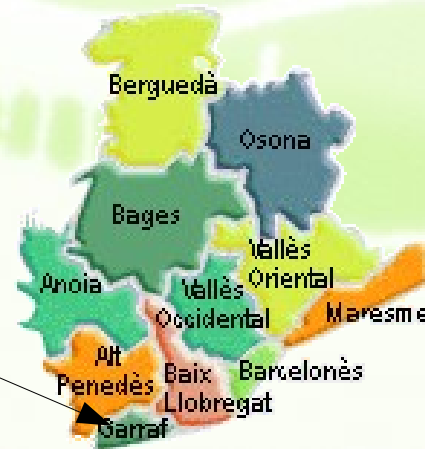 Berguedà
Osona
Bages
Vallès
Oriental
Anoia
Vallès
Occidental
Maresme
Alt
Penedès
Baix
Llobregat
Barcelonès
Garraf